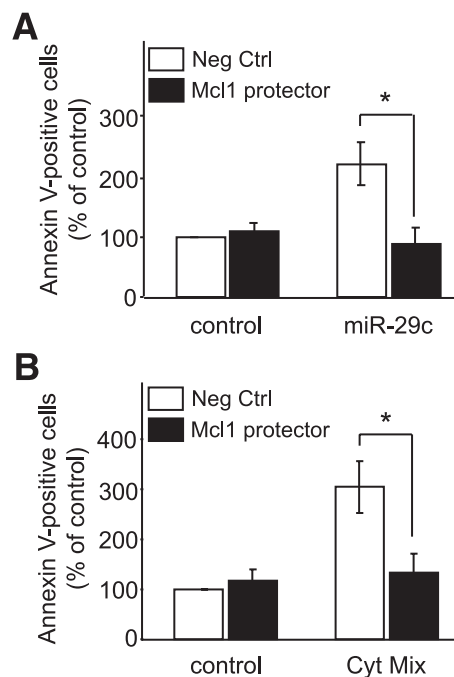 A
Annexin V-positive cells
(% of control)
Neg Ctrl
Mcl1 protector
*
300
200
100
0
control
miR-29c
B
Annexin V-positive cells
(% of control)
Neg Ctrl
Mcl1 protector
*
400
300
200
100
0
control
Cyt Mix